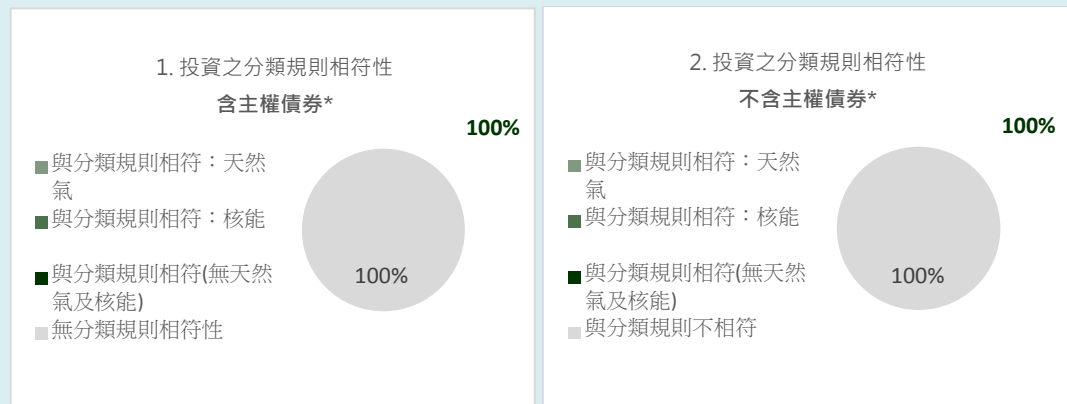 1. 投資之分類規則相符性
含主權債券*
100%
與分類規則相符：天然
氣
與分類規則相符：核能
與分類規則相符(無天然
氣及核能)
無分類規則相符性
100%
2. 投資之分類規則相符性
不含主權債券*
100%
與分類規則相符：天然
氣
與分類規則相符：核能
與分類規則相符(無天然
氣及核能)
與分類規則不相符
100%